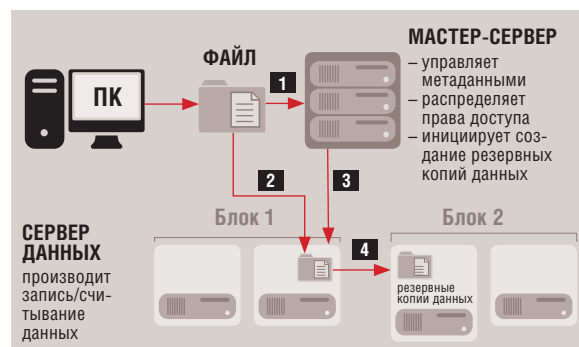 МАСТЕР-СЕРВЕР
– управляет
метаданными
– распределяет
права доступа
– инициирует соз-
дание резервных
копий данных
ФАЙЛ
1
ПК
2
3
Блок 1
Блок 2
СЕРВЕР
ДАННЫХ
производит
запись/счи-
тывание
данных
4
резервные
копии данных